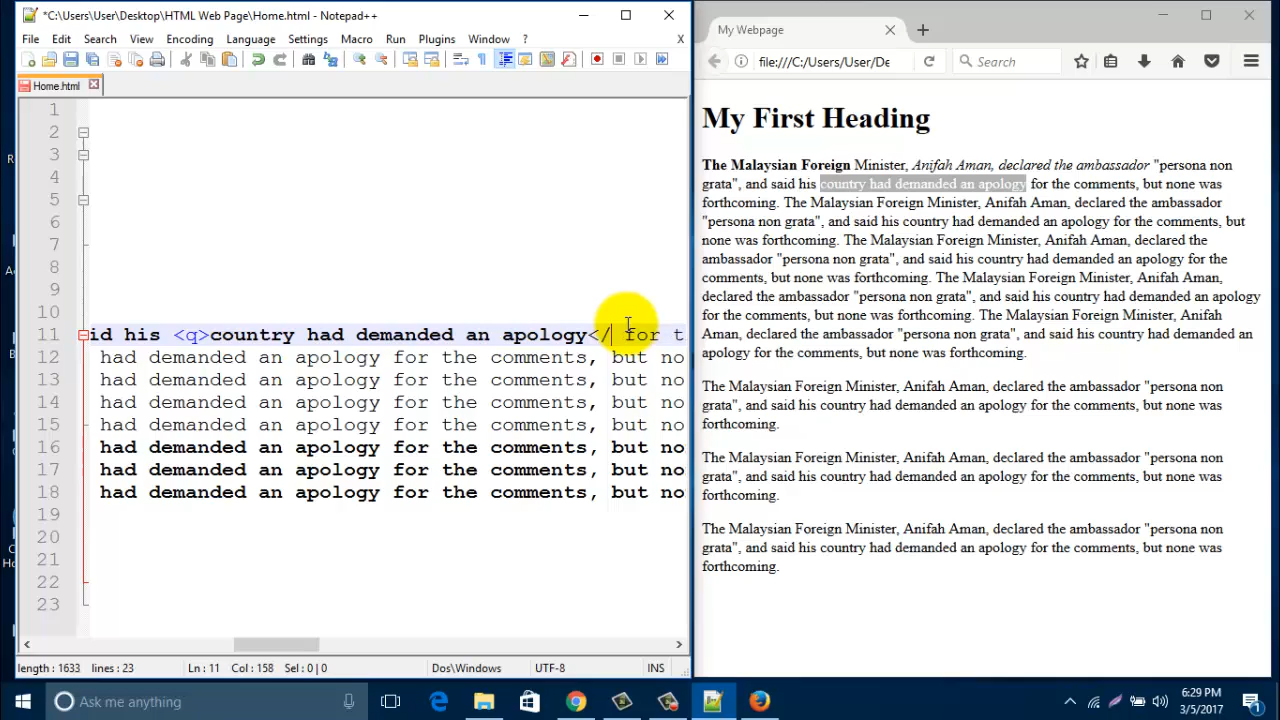 *C:\Users\User\Desktop\HTML Web Page\Home.html - Notepad++
File Edit Search View Encoding Language Settings Macro Run Plugins Window ? X
Home.html
1
2
3
4
5
6
7
8
9
10
11 id his <q>country had demanded an apology</ for t
12 had demanded an apology for the comments, but no
13 had demanded an apology for the comments, but no
14 had demanded an apology for the comments, but no
15 had demanded an apology for the comments, but no
16 had demanded an apology for the comments, but no
17 had demanded an apology for the comments, but no
18 had demanded an apology for the comments, but no
19
20
21
22
23
length : 1633 lines : 23 Ln : 11 Col : 158 Sel : 0 | 0 Dos\Windows UTF-8 INS
My Webpage
file:///C:/Users/User/De Search
My First Heading
The Malaysian Foreign Minister, Anifah Aman, declared the ambassador "persona non
grata", and said his country had demanded an apology for the comments, but none was
forthcoming. The Malaysian Foreign Minister, Anifah Aman, declared the ambassador
"persona non grata", and said his country had demanded an apology for the comments, but
none was forthcoming. The Malaysian Foreign Minister, Anifah Aman, declared the
ambassador "persona non grata", and said his country had demanded an apology for the
comments, but none was forthcoming. The Malaysian Foreign Minister, Anifah Aman,
declared the ambassador "persona non grata", and said his country had demanded an apology
for the comments, but none was forthcoming. The Malaysian Foreign Minister, Anifah
Aman, declared the ambassador "persona non grata", and said his country had demanded an
apology for the comments, but none was forthcoming.
The Malaysian Foreign Minister, Anifah Aman, declared the ambassador "persona non
grata", and said his country had demanded an apology for the comments, but none was
forthcoming.
The Malaysian Foreign Minister, Anifah Aman, declared the ambassador "persona non
grata", and said his country had demanded an apology for the comments, but none was
forthcoming.
The Malaysian Foreign Minister, Anifah Aman, declared the ambassador "persona non
grata", and said his country had demanded an apology for the comments, but none was
forthcoming.
Ask me anything
6:29 PM
3/5/2017
1